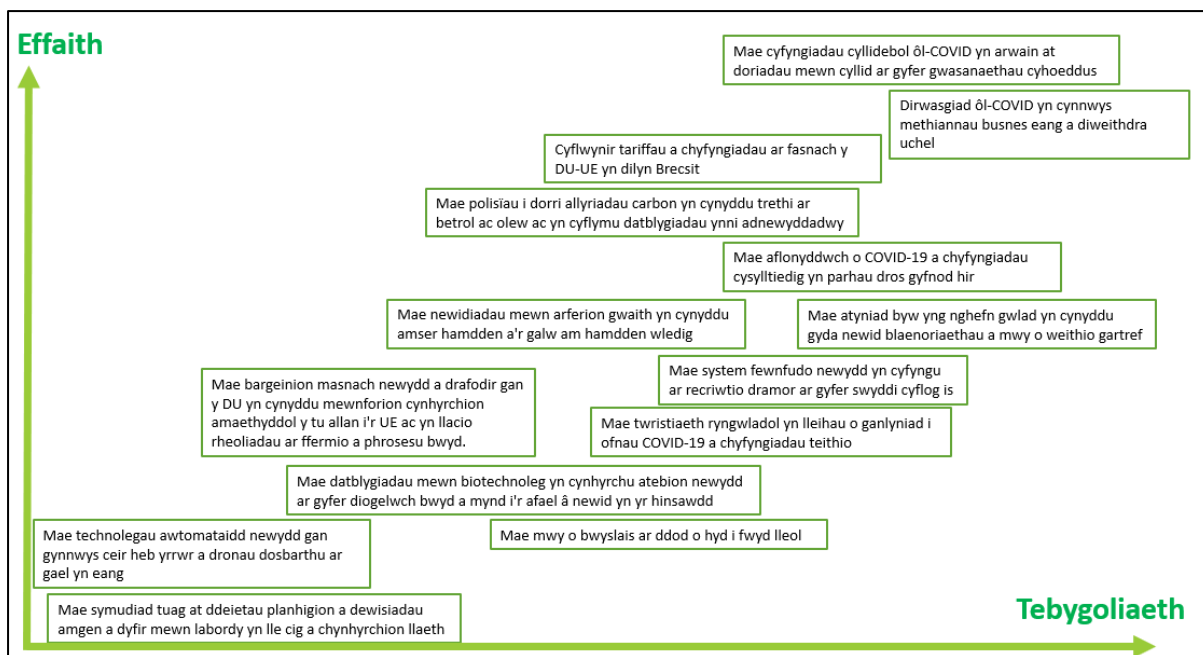 Effaith
Mae cyfyngiadau cyllidebol ôl-COVID yn arwain at
doriadau mewn cyllid ar gyfer gwasanaethau cyhoeddus
Dirwasgiad ôl-COVID yn cynnwys
methiannau busnes eang a diweithdra
uchel
Cyflwynir tariffau a chyfyngiadau ar fasnach y
DU-UE yn dilyn Brecsit
Mae polisïau i dorri allyriadau carbon yn cynyddu trethi ar
betrol ac olew ac yn cyflymu datblygiadau ynni adnewyddadwy
Mae aflonyddwch o COVID-19 a chyfyngiadau
cysylltiedig yn parhau dros gyfnod hir
Mae newidiadau mewn arferion gwaith yn cynyddu
amser hamdden a'r galw am hamdden wledig
Mae atyniad byw yng nghefn gwlad yn cynyddu
gyda newid blaenoriaethau a mwy o weithio gartref
Mae system fewnfudo newydd yn cyfyngu
ar recriwtio dramor ar gyfer swyddi cyflog is
Mae bargeinion masnach newydd a drafodir gan
y DU yn cynyddu mewnforion cynhyrchion
amaethyddol y tu allan i'r UE ac yn llacio
rheoliadau ar ffermio a phrosesu bwyd.
Mae twristiaeth ryngwladol yn lleihau o ganlyniad i
ofnau COVID-19 a chyfyngiadau teithio
Mae datblygiadau mewn biotechnoleg yn cynhyrchu atebion newydd
ar gyfer diogelwch bwyd a mynd i'r afael â newid yn yr hinsawdd
Mae technolegau awtomataidd newydd gan
gynnwys ceir heb yrrwr a dronau dosbarthu ar
gael yn eang
Mae mwy o bwyslais ar ddod o hyd i fwyd lleol
Mae symudiad tuag at ddeietau planhigion a dewisiadau
amgen a dyfir mewn labordy yn lle cig a chynhyrchion llaeth
Tebygoliaeth